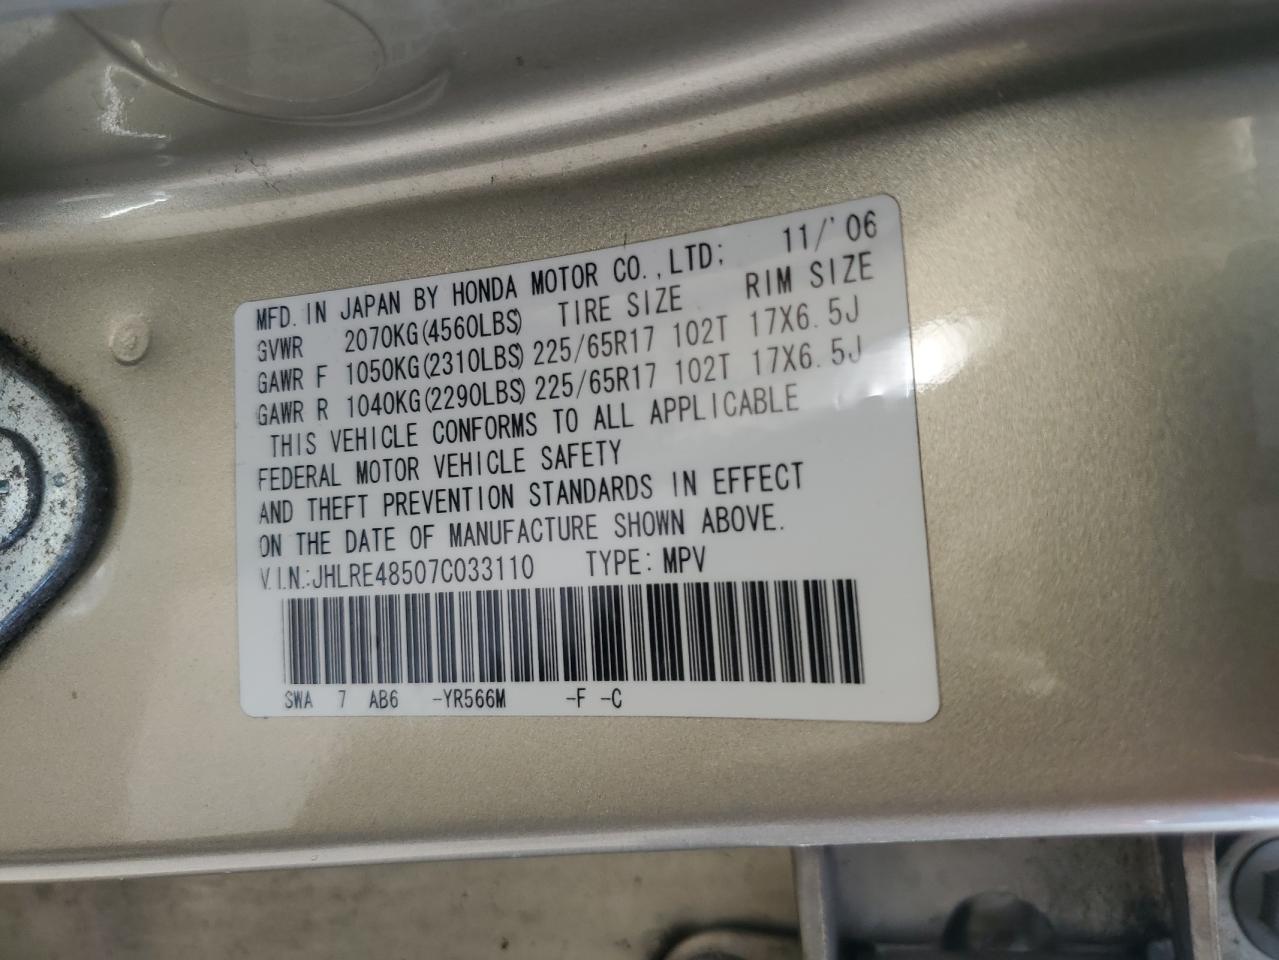 MFD. IN JAPAN BY HONDA MOTOR CO., LTD; 11/'06
GVWR 2070KG(4560LBS) TIRE SIZE RIM SIZE
GAWR F 1050KG(2310LBS) 225/65R17 102T 17X6.5J
GAWR R 1040KG(2290LBS) 225/65R17 102T 17X6.5J
THIS VEHICLE CONFORMS TO ALL APPLICABLE
FEDERAL MOTOR VEHICLE SAFETY
AND THEFT PREVENTION STANDARDS IN EFFECT
ON THE DATE OF MANUFACTURE SHOWN ABOVE.
V.I.N.:JHLRE48507C033110 TYPE: MPV
SWA 7 AB6 -YR566M -F -C